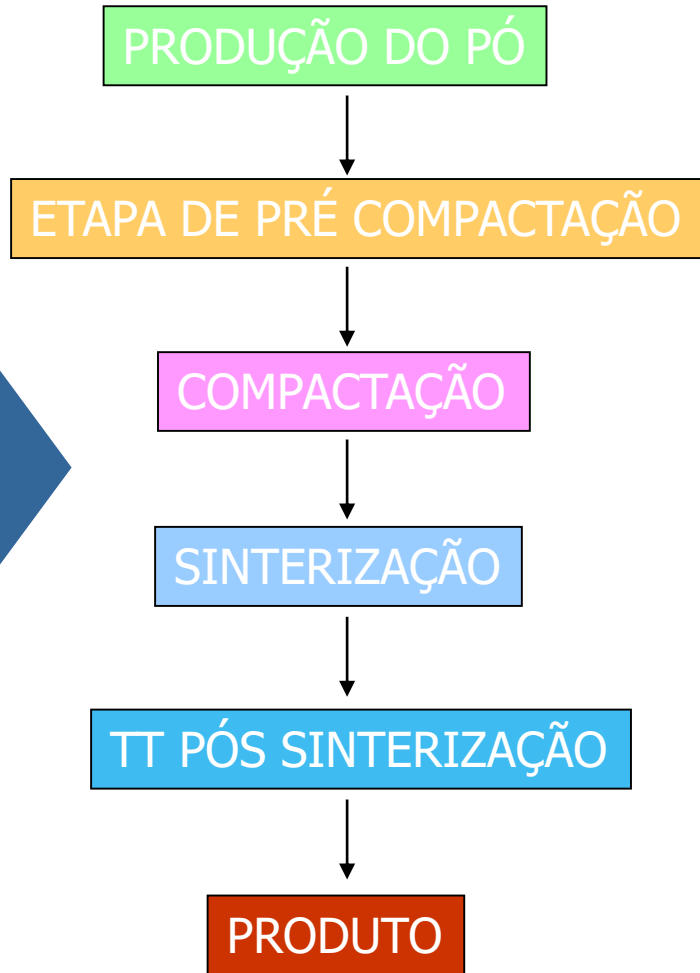 PRODUÇÃO DO PÓ
ETAPA DE PRÉ COMPACTAÇÃO
COMPACTAÇÃO
SINTERIZAÇÃO
TT PÓS SINTERIZAÇÃO
PRODUTO